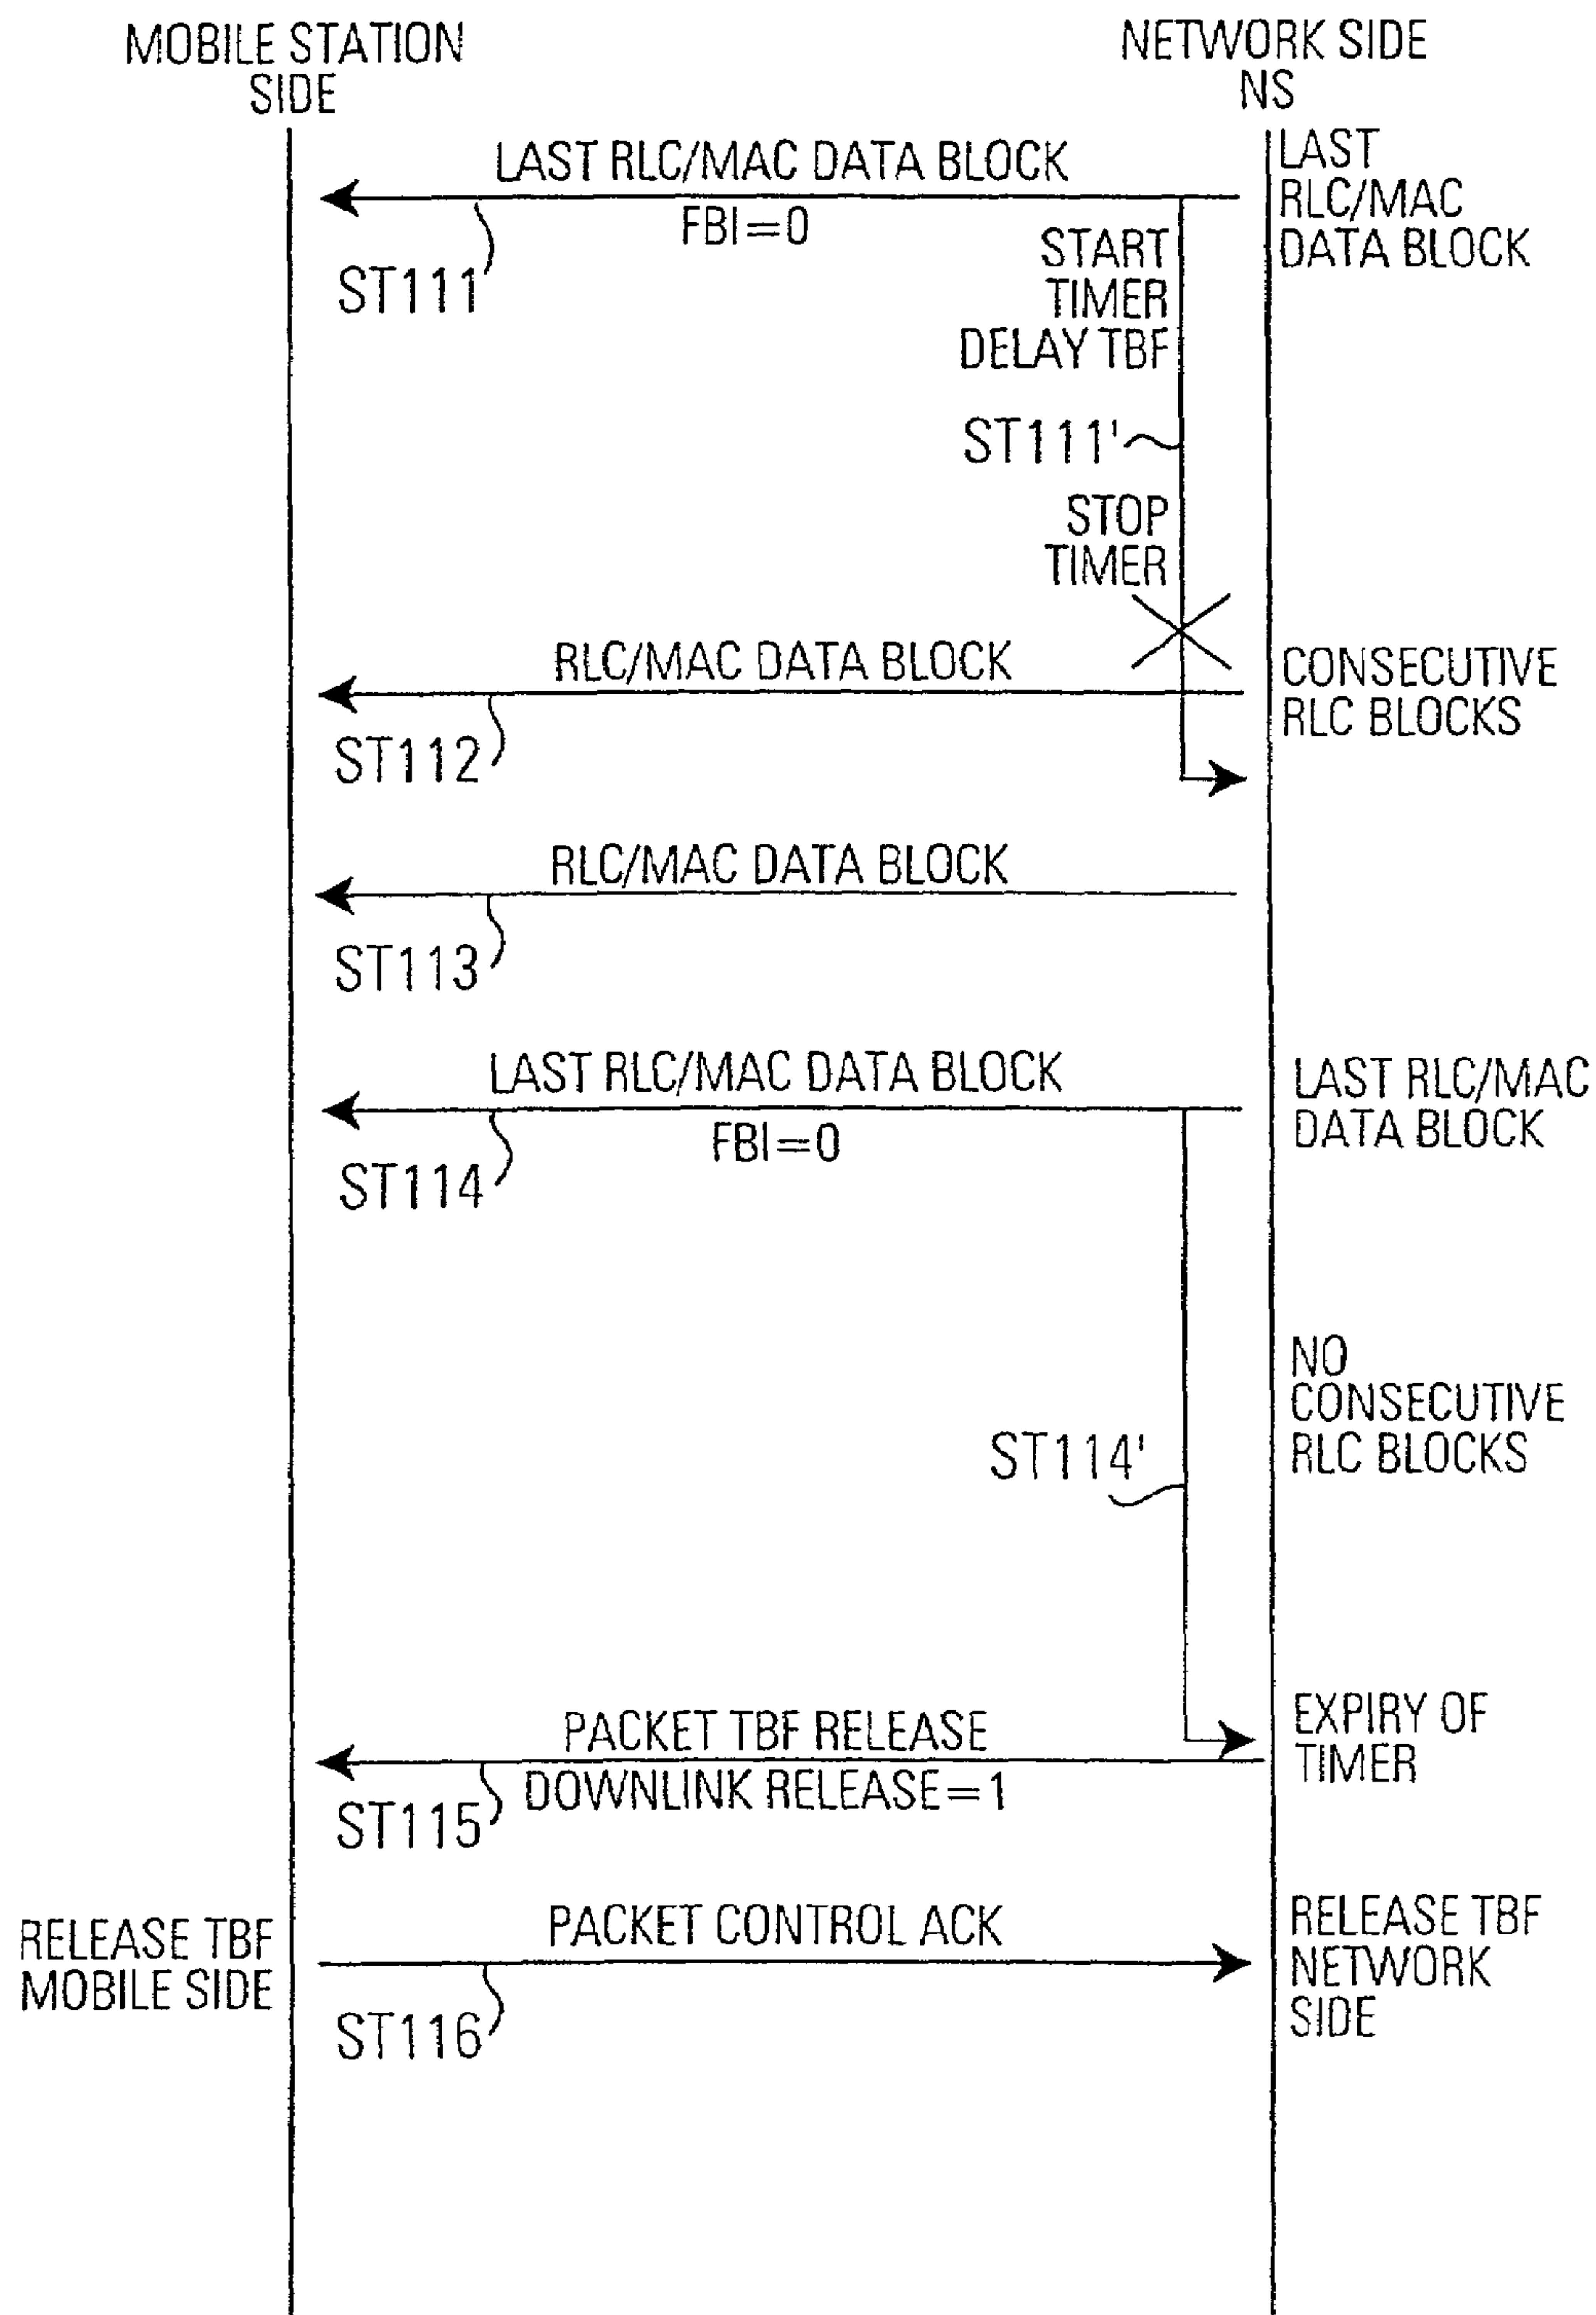 MOBILE STATION
SIDE
NETWORK SIDE
NS
LAST RLC/MAC DATA BLOCK
FBI=0
LAST
RLC/MAC
DATA BLOCK
ST111
START
TIMER
DELAY TBF
ST111'
STOP
TIMER
RLC/MAC DATA BLOCK
CONSECUTIVE
RLC BLOCKS
ST112
RLC/MAC DATA BLOCK
ST113
LAST RLC/MAC DATA BLOCK
FBI=0
LAST RLC/MAC
DATA BLOCK
ST114
NO
CONSECUTIVE
RLC BLOCKS
ST114'
PACKET TBF RELEASE
DOWNLINK RELEASE=1
EXPIRY OF
TIMER
ST115
RELEASE TBF
MOBILE SIDE
PACKET CONTROL ACK
RELEASE TBF
NETWORK
SIDE
ST116